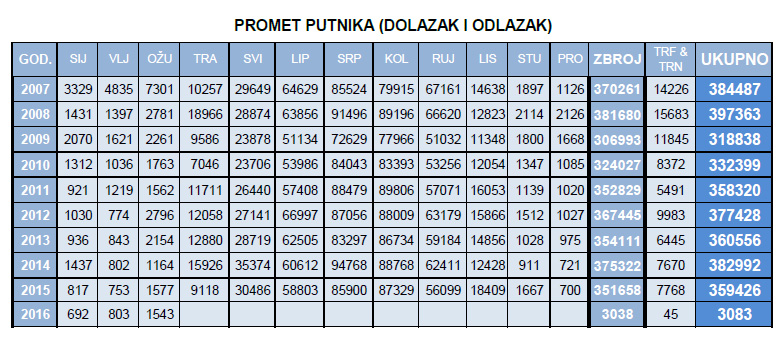 PROMET PUTNIKA (DOLAZAK I ODLAZAK)
GOD. SIJ VLJ OŽU TRA SVI LIP SRP KOL RUJ LIS STU PRO ZBROJ TRF & TRN UKUPNO
2007 3329 4835 7301 10257 29649 64629 85524 79915 67161 14638 1897 1126 370261 14226 384487
2008 1431 1397 2781 18966 28874 63856 91496 89196 66620 12823 2114 2126 381680 15683 397363
2009 2070 1621 2261 9586 23878 51134 72629 77966 51032 11348 1800 1668 306993 11845 318838
2010 1312 1036 1763 7046 23706 53986 84043 83393 53256 12054 1347 1085 324027 8372 332399
2011 921 1219 1562 11711 26440 57408 88479 89806 57071 16053 1139 1020 352829 5491 358320
2012 1030 774 2796 12058 27141 66997 87056 88009 63179 15866 1512 1027 367445 9983 377428
2013 936 843 2154 12880 28719 62505 83297 86734 59184 14856 1028 975 354111 6445 360556
2014 1437 802 1164 15926 35374 60612 94768 88768 62411 12428 911 721 375322 7670 382992
2015 817 753 1577 9118 30486 58803 85900 87329 56099 18409 1667 700 351658 7768 359426
2016 692 803 1543 3038 45 3083